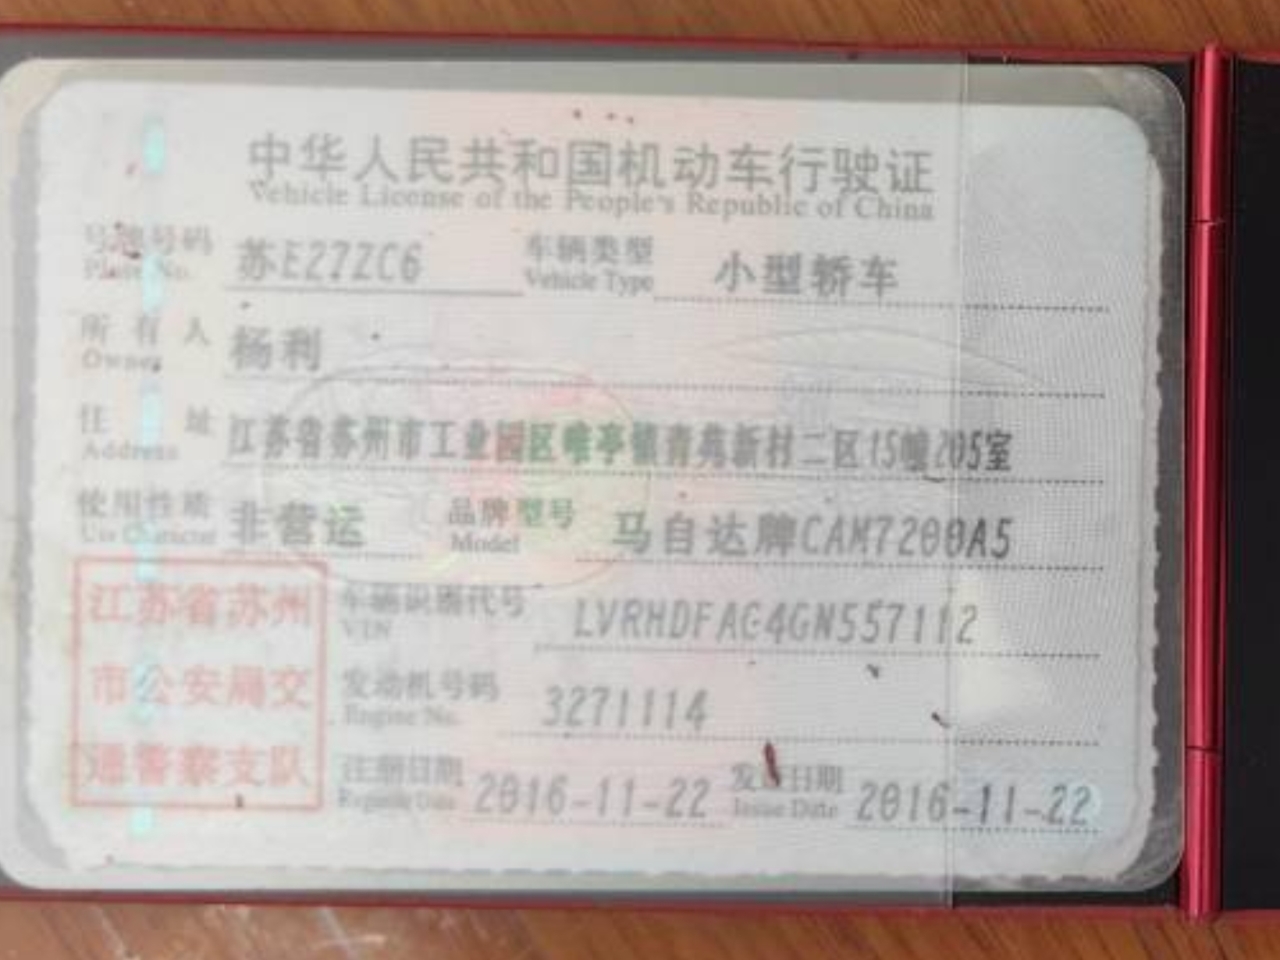 中华人民共和国机动车行驶证
Vehicle License of the People's Republic of China
号牌号码 苏E27ZC6 车辆类型 小型轿车
Plate No. Vehicle Type
所有人 杨利
Owner
住址 江苏省苏州市工业园区唯亭镇青苑新村二区15幢205室
Address
使用性质 非营运 品牌型号 马自达牌CAM7200A5
Use Character Model
江苏省苏州
市公安局交
通警察支队
车辆识别代号 LVRHDFAC4GN557112
VIN
发动机号码 3271114
Engine No.
注册日期 2016-11-22 发证日期 2016-11-22
Register Date Issue Date